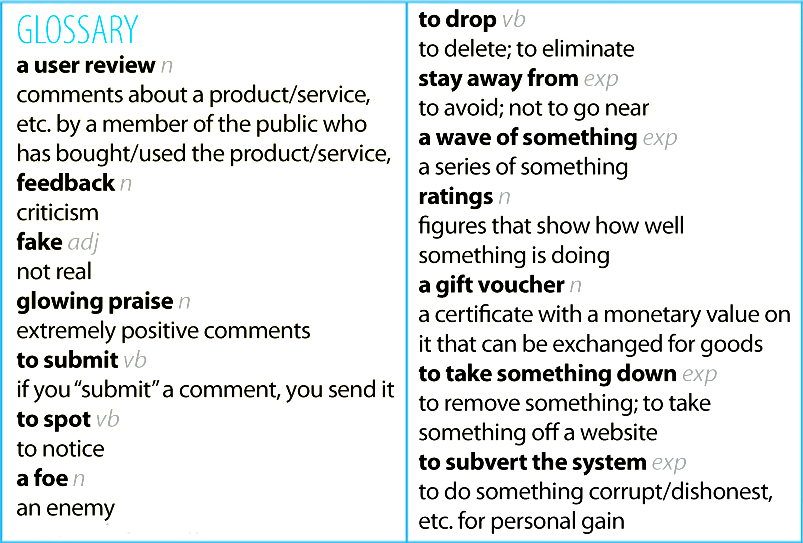 GLOSSARY
a user review n
comments about a product/service,
etc. by a member of the public who
has bought/used the product/service,
feedback n
criticism
fake adj
not real
glowing praise n
extremely positive comments
to submit vb
if you “submit” a comment, you send it
to spot vb
to notice
a foe n
an enemy
to drop vb
to delete; to eliminate
stay away from exp
to avoid; not to go near
a wave of something exp
a series of something
ratings n
figures that show how well
something is doing
a gift voucher n
a certificate with a monetary value on
it that can be exchanged for goods
to take something down exp
to remove something; to take
something off a website
to subvert the system exp
to do something corrupt/dishonest,
etc. for personal gain